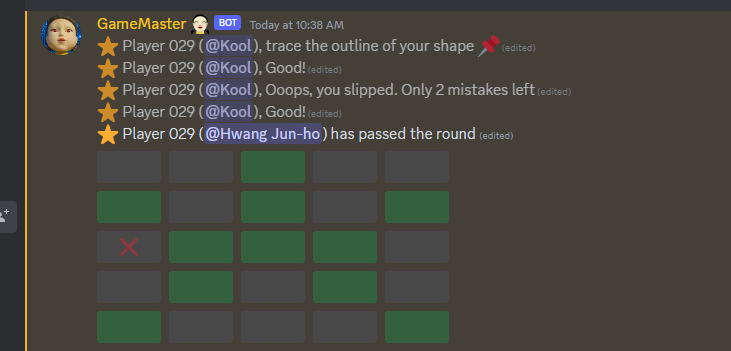 GameMaster BOT Today at 10:38 AM
Player 029 (@Kool), trace the outline of your shape (edited)
Player 029 (@Kool), Good! (edited)
Player 029 (@Kool), Ooops, you slipped. Only 2 mistakes left (edited)
Player 029 (@Kool), Good! (edited)
Player 029 (@Hwang Jun-ho) has passed the round (edited)